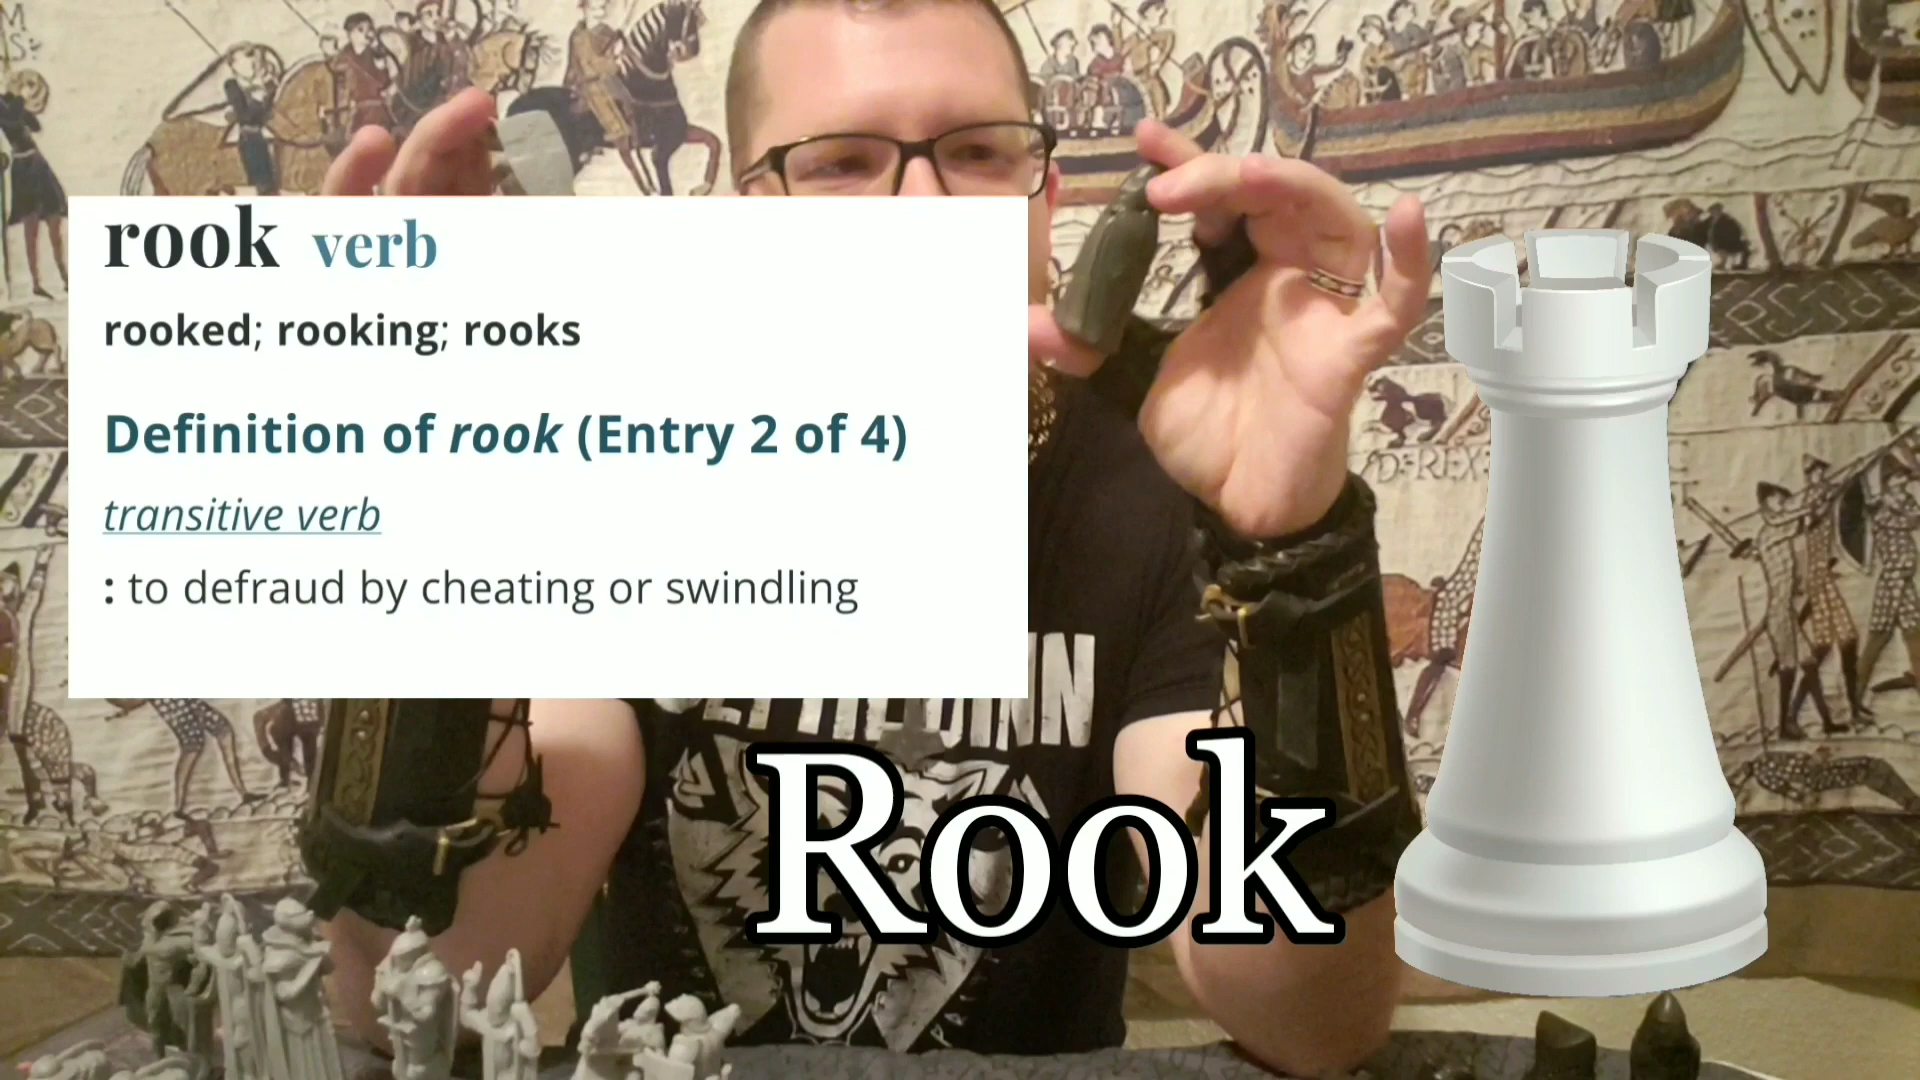 rook verb
rooked; rooking; rooks
Definition of rook (Entry 2 of 4)
transitive verb
: to defraud by cheating or swindling
D·REX
Rook